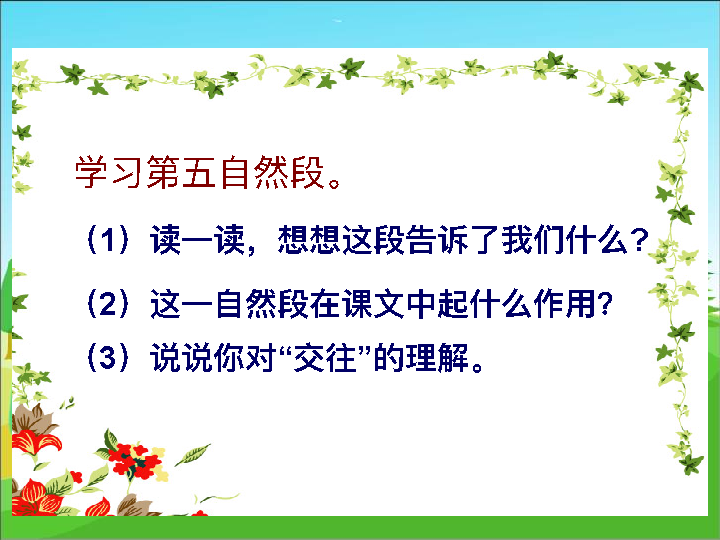 学习第五自然段。
（1）读一读，想想这段告诉了我们什么？
（2）这一自然段在课文中起什么作用?
（3）说说你对“交往”的理解。